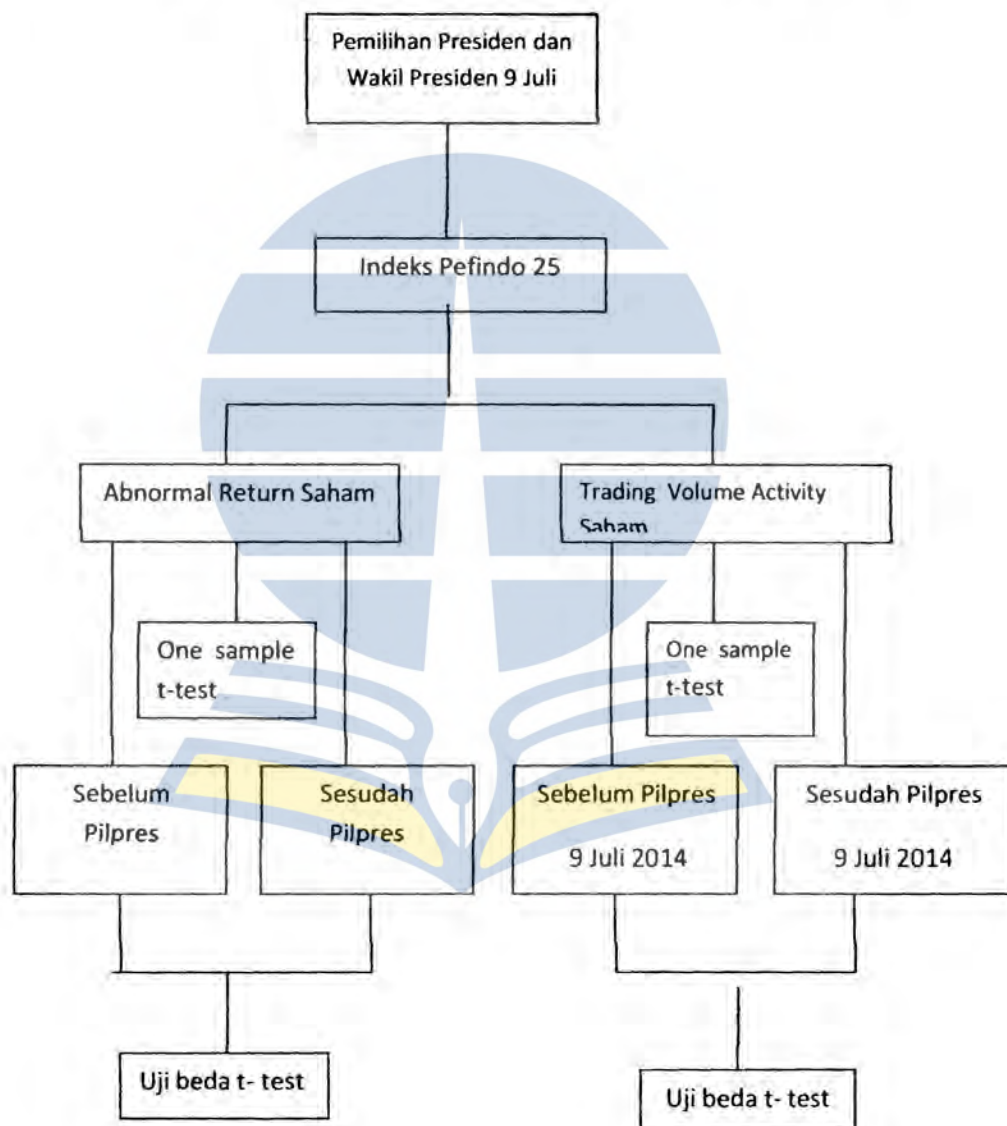 Pemilihan Presiden dan
Wakil Presiden 9 Juli
Indeks Pefindo 25
Abnormal Return Saham
Trading Volume Activity
Saham
One sample
t-test
One sample
t-test
Sebelum
Pilpres
Sesudah
Pilpres
Sebelum Pilpres
9 Juli 2014
Sesudah Pilpres
9 Juli 2014
Uji beda t- test
Uji beda t- test